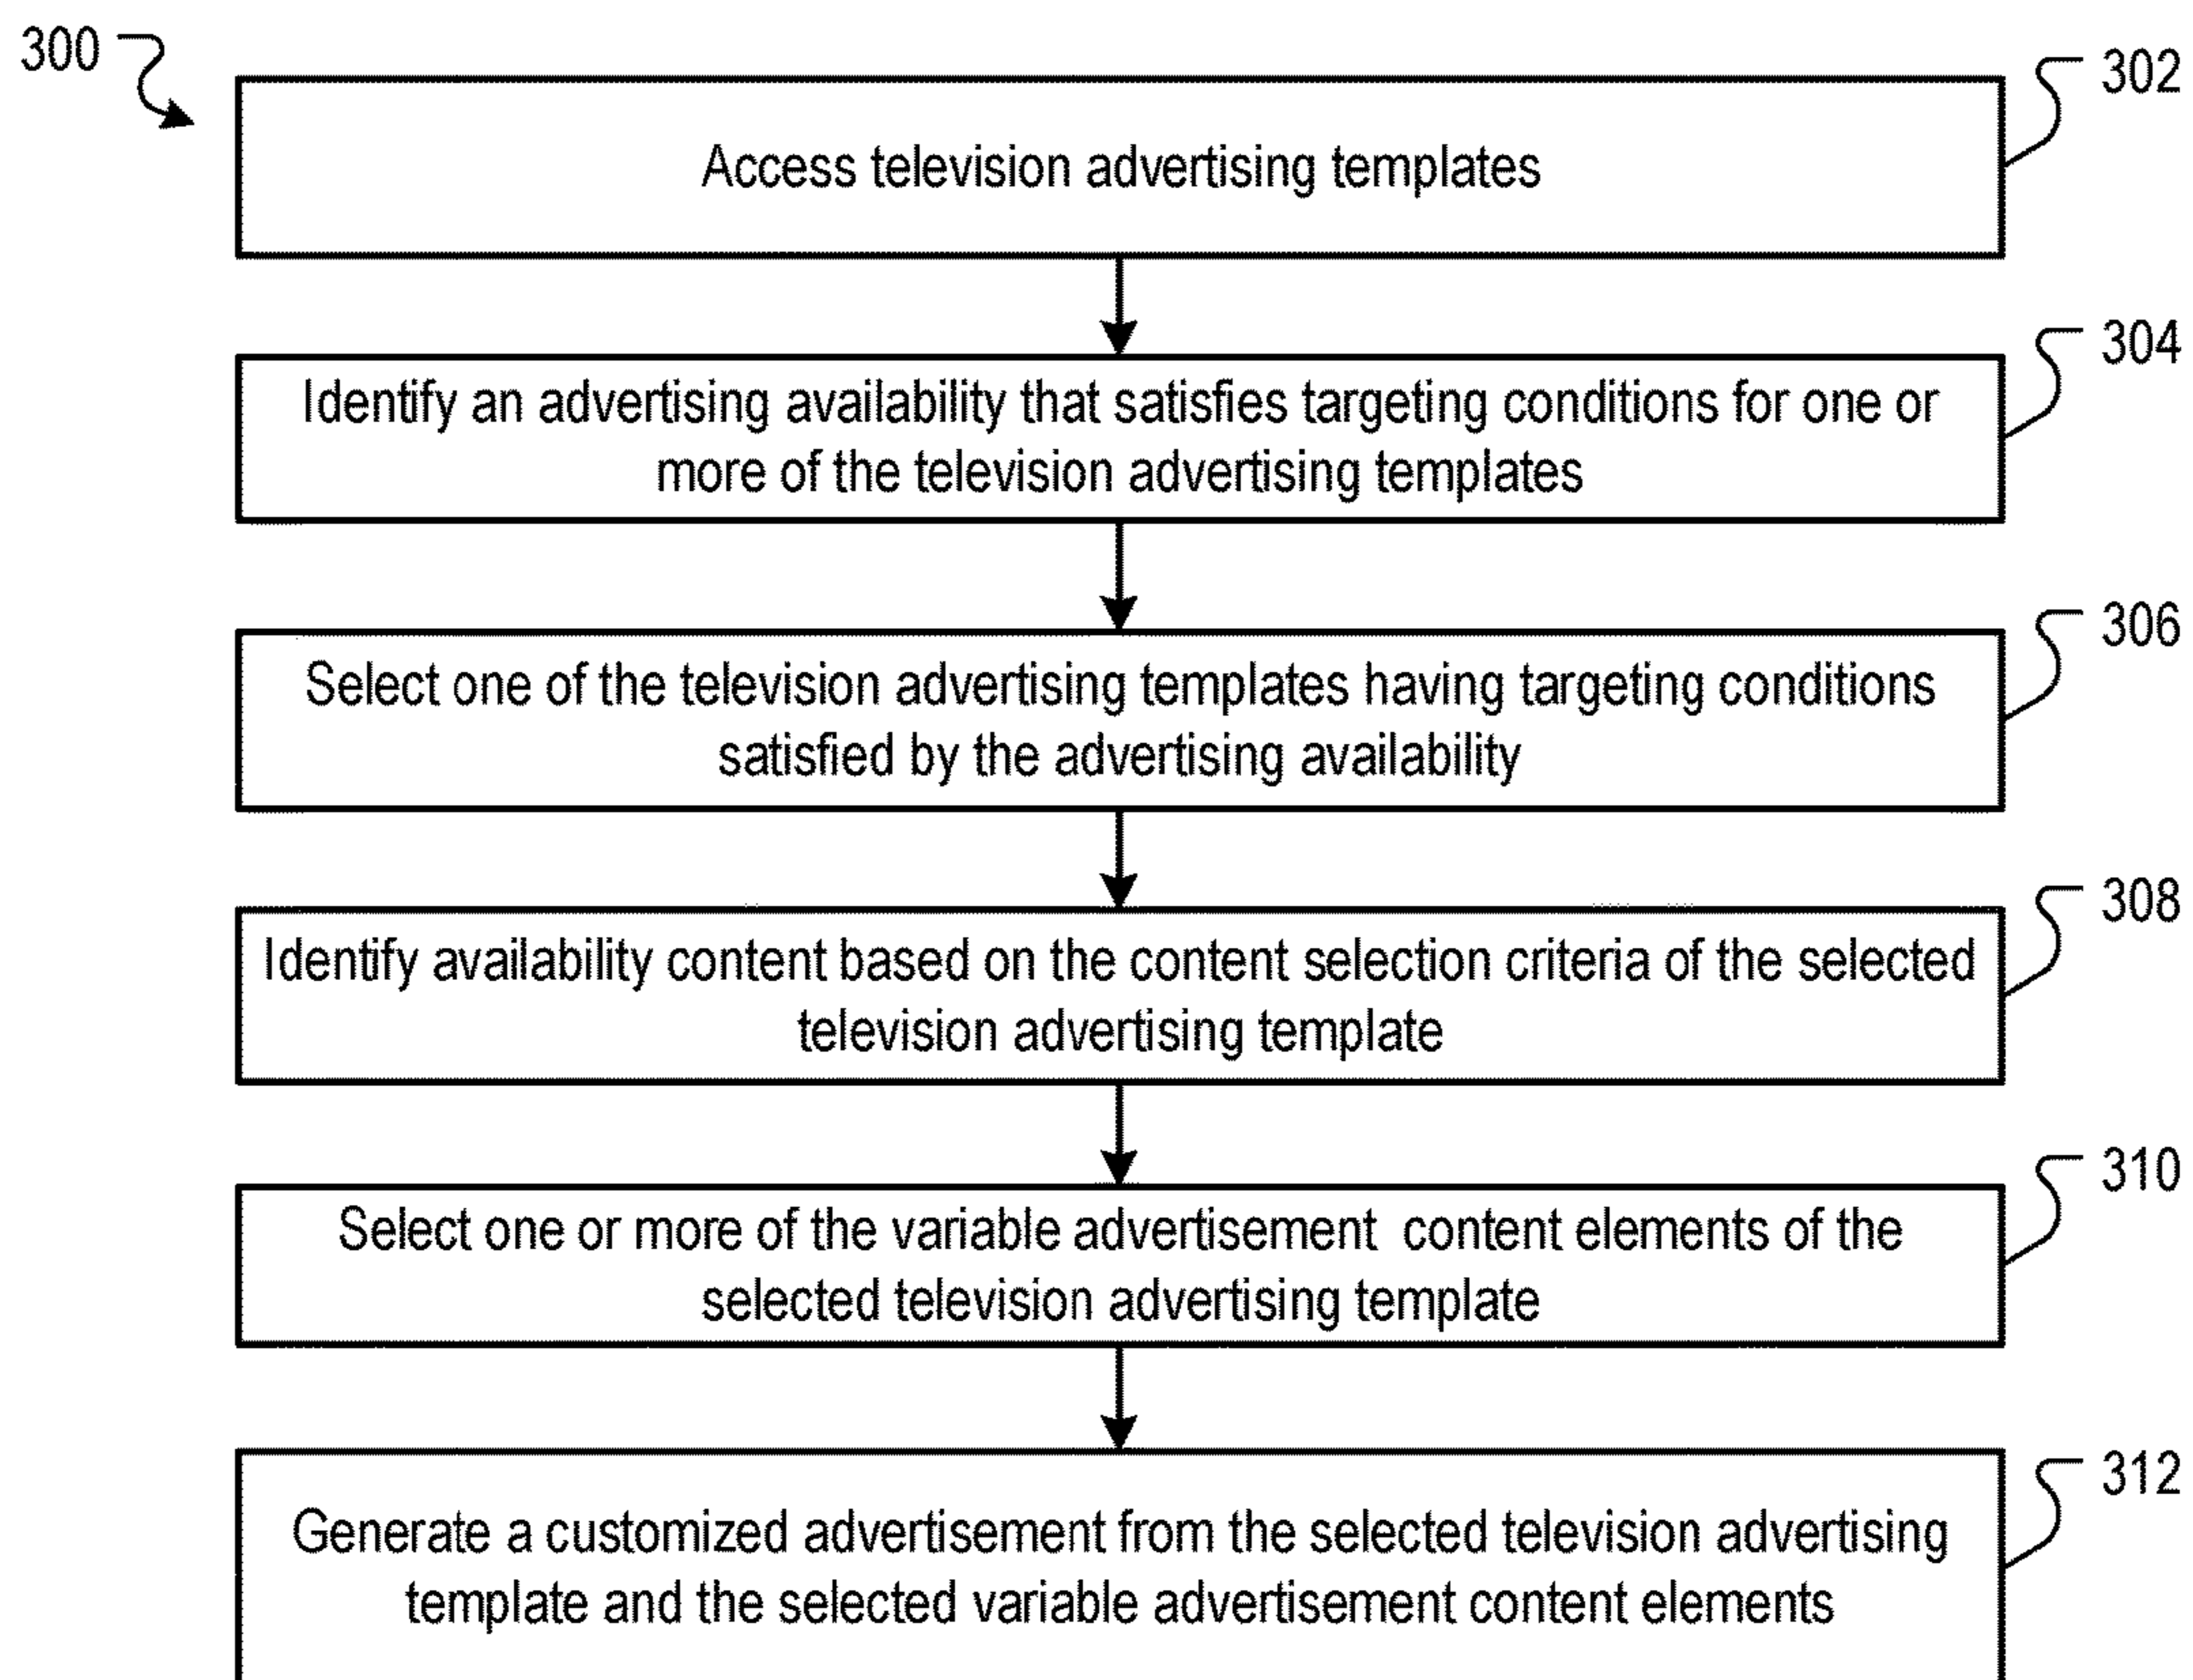 300
302
Access television advertising templates
304
Identify an advertising availability that satisfies targeting conditions for one or
more of the television advertising templates
306
Select one of the television advertising templates having targeting conditions
satisfied by the advertising availability
308
Identify availability content based on the content selection criteria of the selected
television advertising template
310
Select one or more of the variable advertisement content elements of the
selected television advertising template
312
Generate a customized advertisement from the selected television advertising
template and the selected variable advertisement content elements